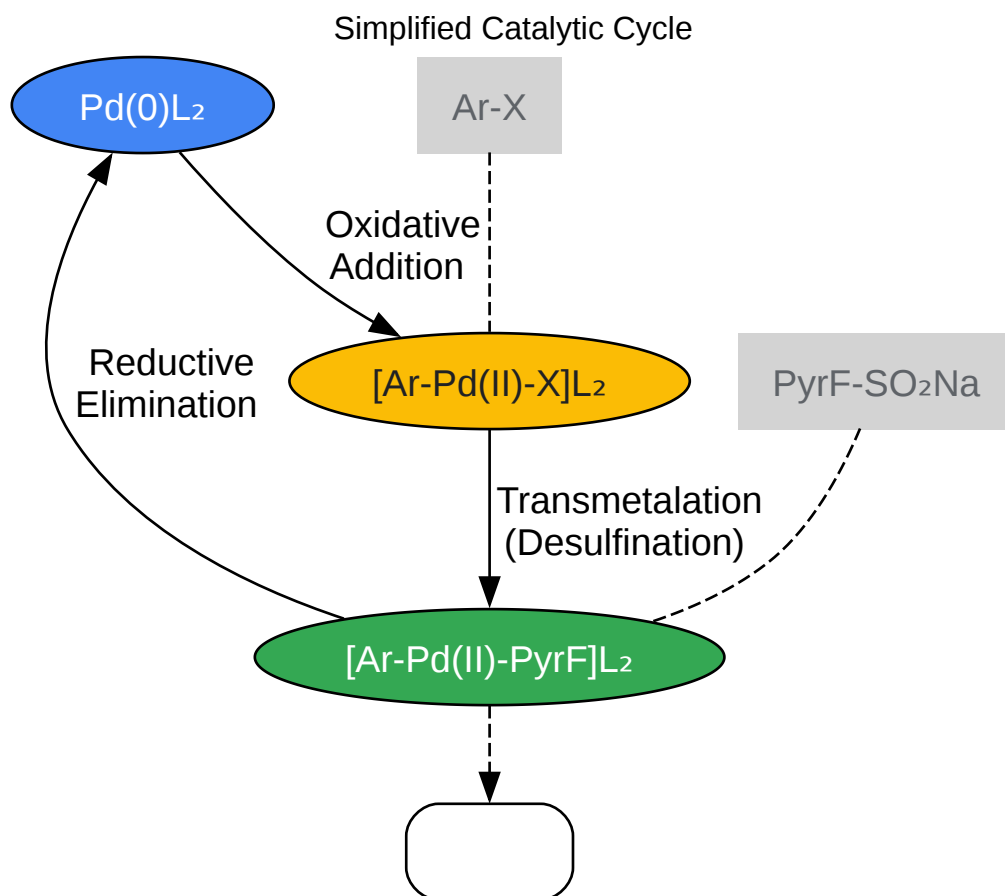 Simplified Catalytic Cycle
Pd(0)L₂
Ar-X
Oxidative
Addition
Reductive
Elimination
[Ar-Pd(II)-X]L₂
PyrF-SO₂Na
Transmetalation
(Desulfination)
[Ar-Pd(II)-PyrF]L₂